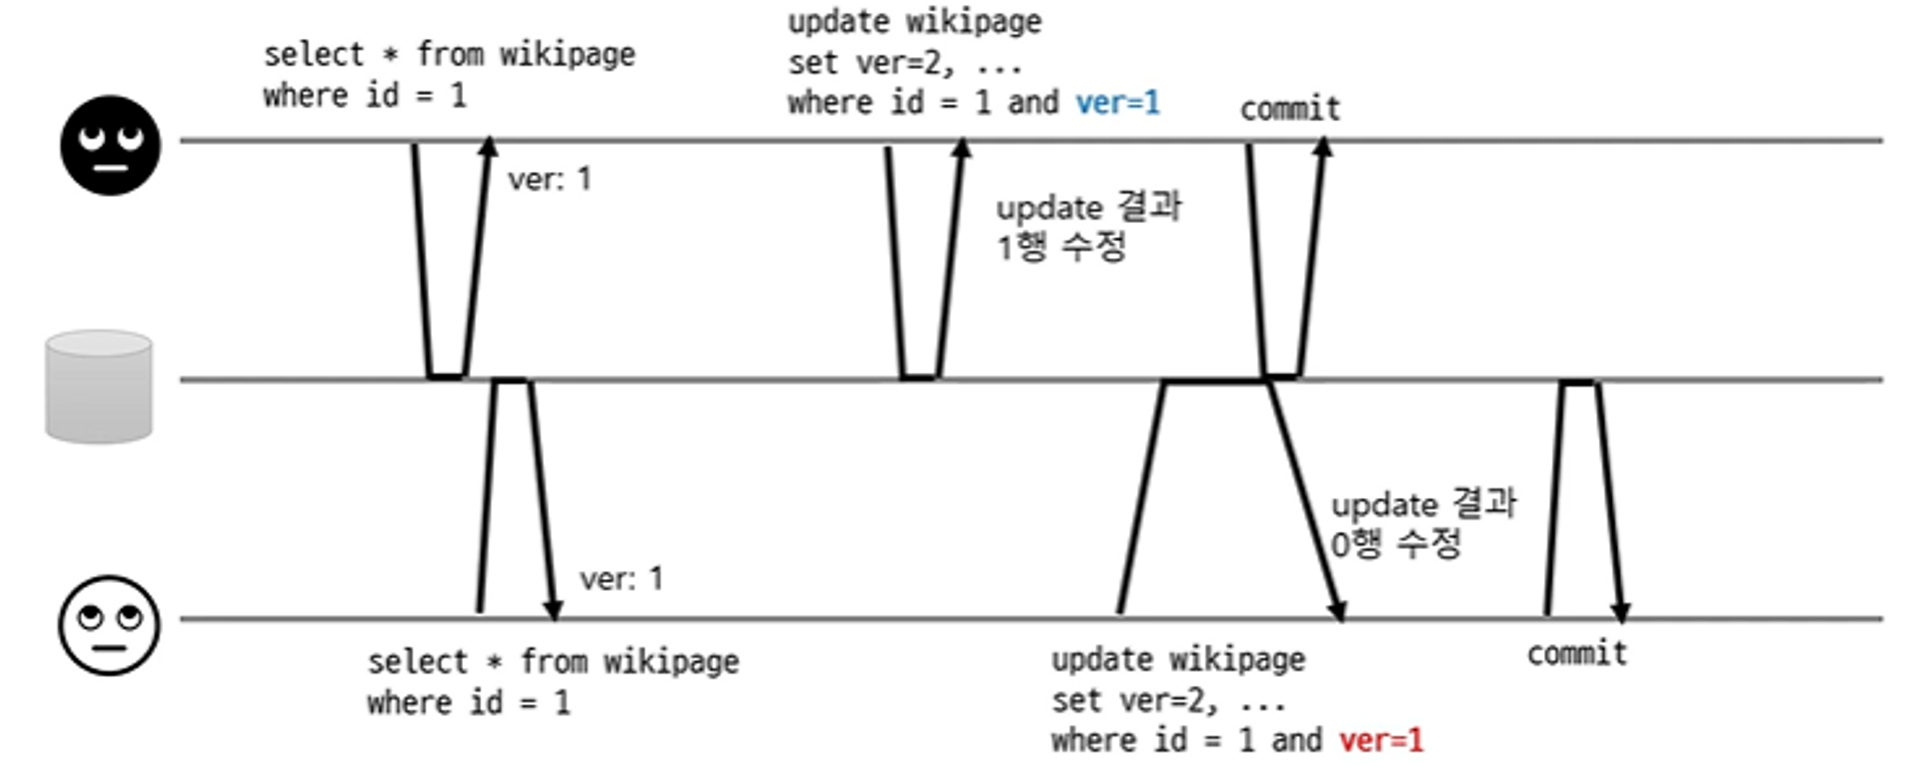 select * from wikipage
where id = 1
ver: 1
update wikipage
set ver=2, ...
where id = 1 and ver=1
update 결과
1행 수정
commit
ver: 1
select * from wikipage
where id = 1
update 결과
0행 수정
update wikipage
set ver=2, ...
where id = 1 and ver=1
commit